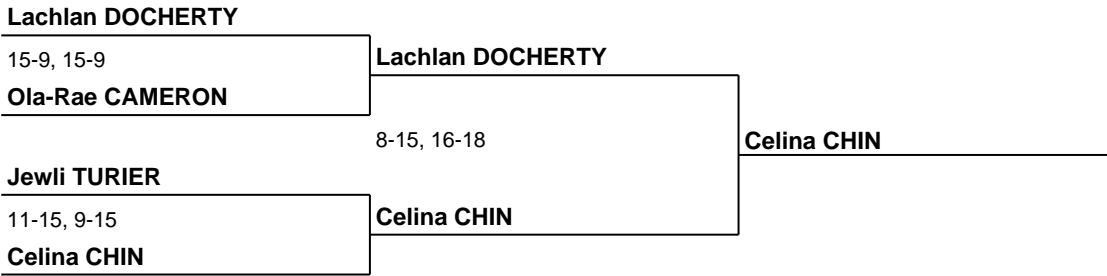 Lachlan DOCHERTY
15-9, 15-9
Lachlan DOCHERTY
Ola-Rae CAMERON
8-15, 16-18
Celina CHIN
Jewli TURIER
11-15, 9-15
Celina CHIN
Celina CHIN